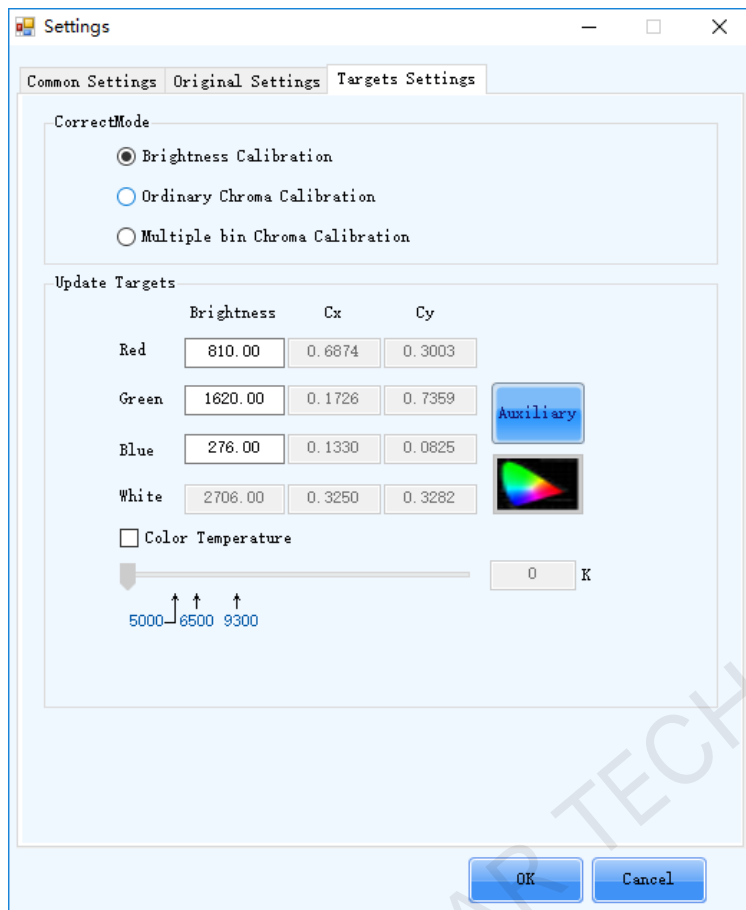 Settings
Common Settings Original Settings Targets Settings
CorrectMode
Brightness Calibration
Ordinary Chroma Calibration
Multiple bin Chroma Calibration
Update Targets
Brightness Cx Cy
Red 810.00 0.6874 0.3003
Green 1620.00 0.1726 0.7359
Auxiliary
Blue 276.00 0.1330 0.0825
White 2706.00 0.3250 0.3282
Color Temperature
0 K
5000 6500 9300
OK Cancel
TECH